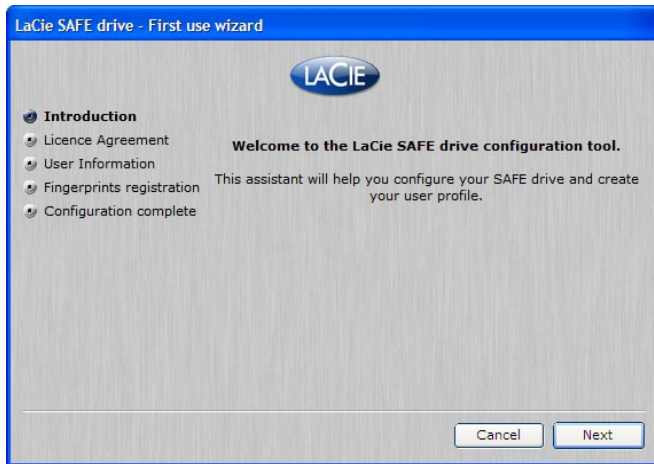 LaCie SAFE drive - First use wizard
LACIE
Introduction
Licence Agreement
User Information
Fingerprints registration
Configuration complete
Welcome to the LaCie SAFE drive configuration tool.
This assistant will help you configure your SAFE drive and create
your user profile.
Cancel
Next